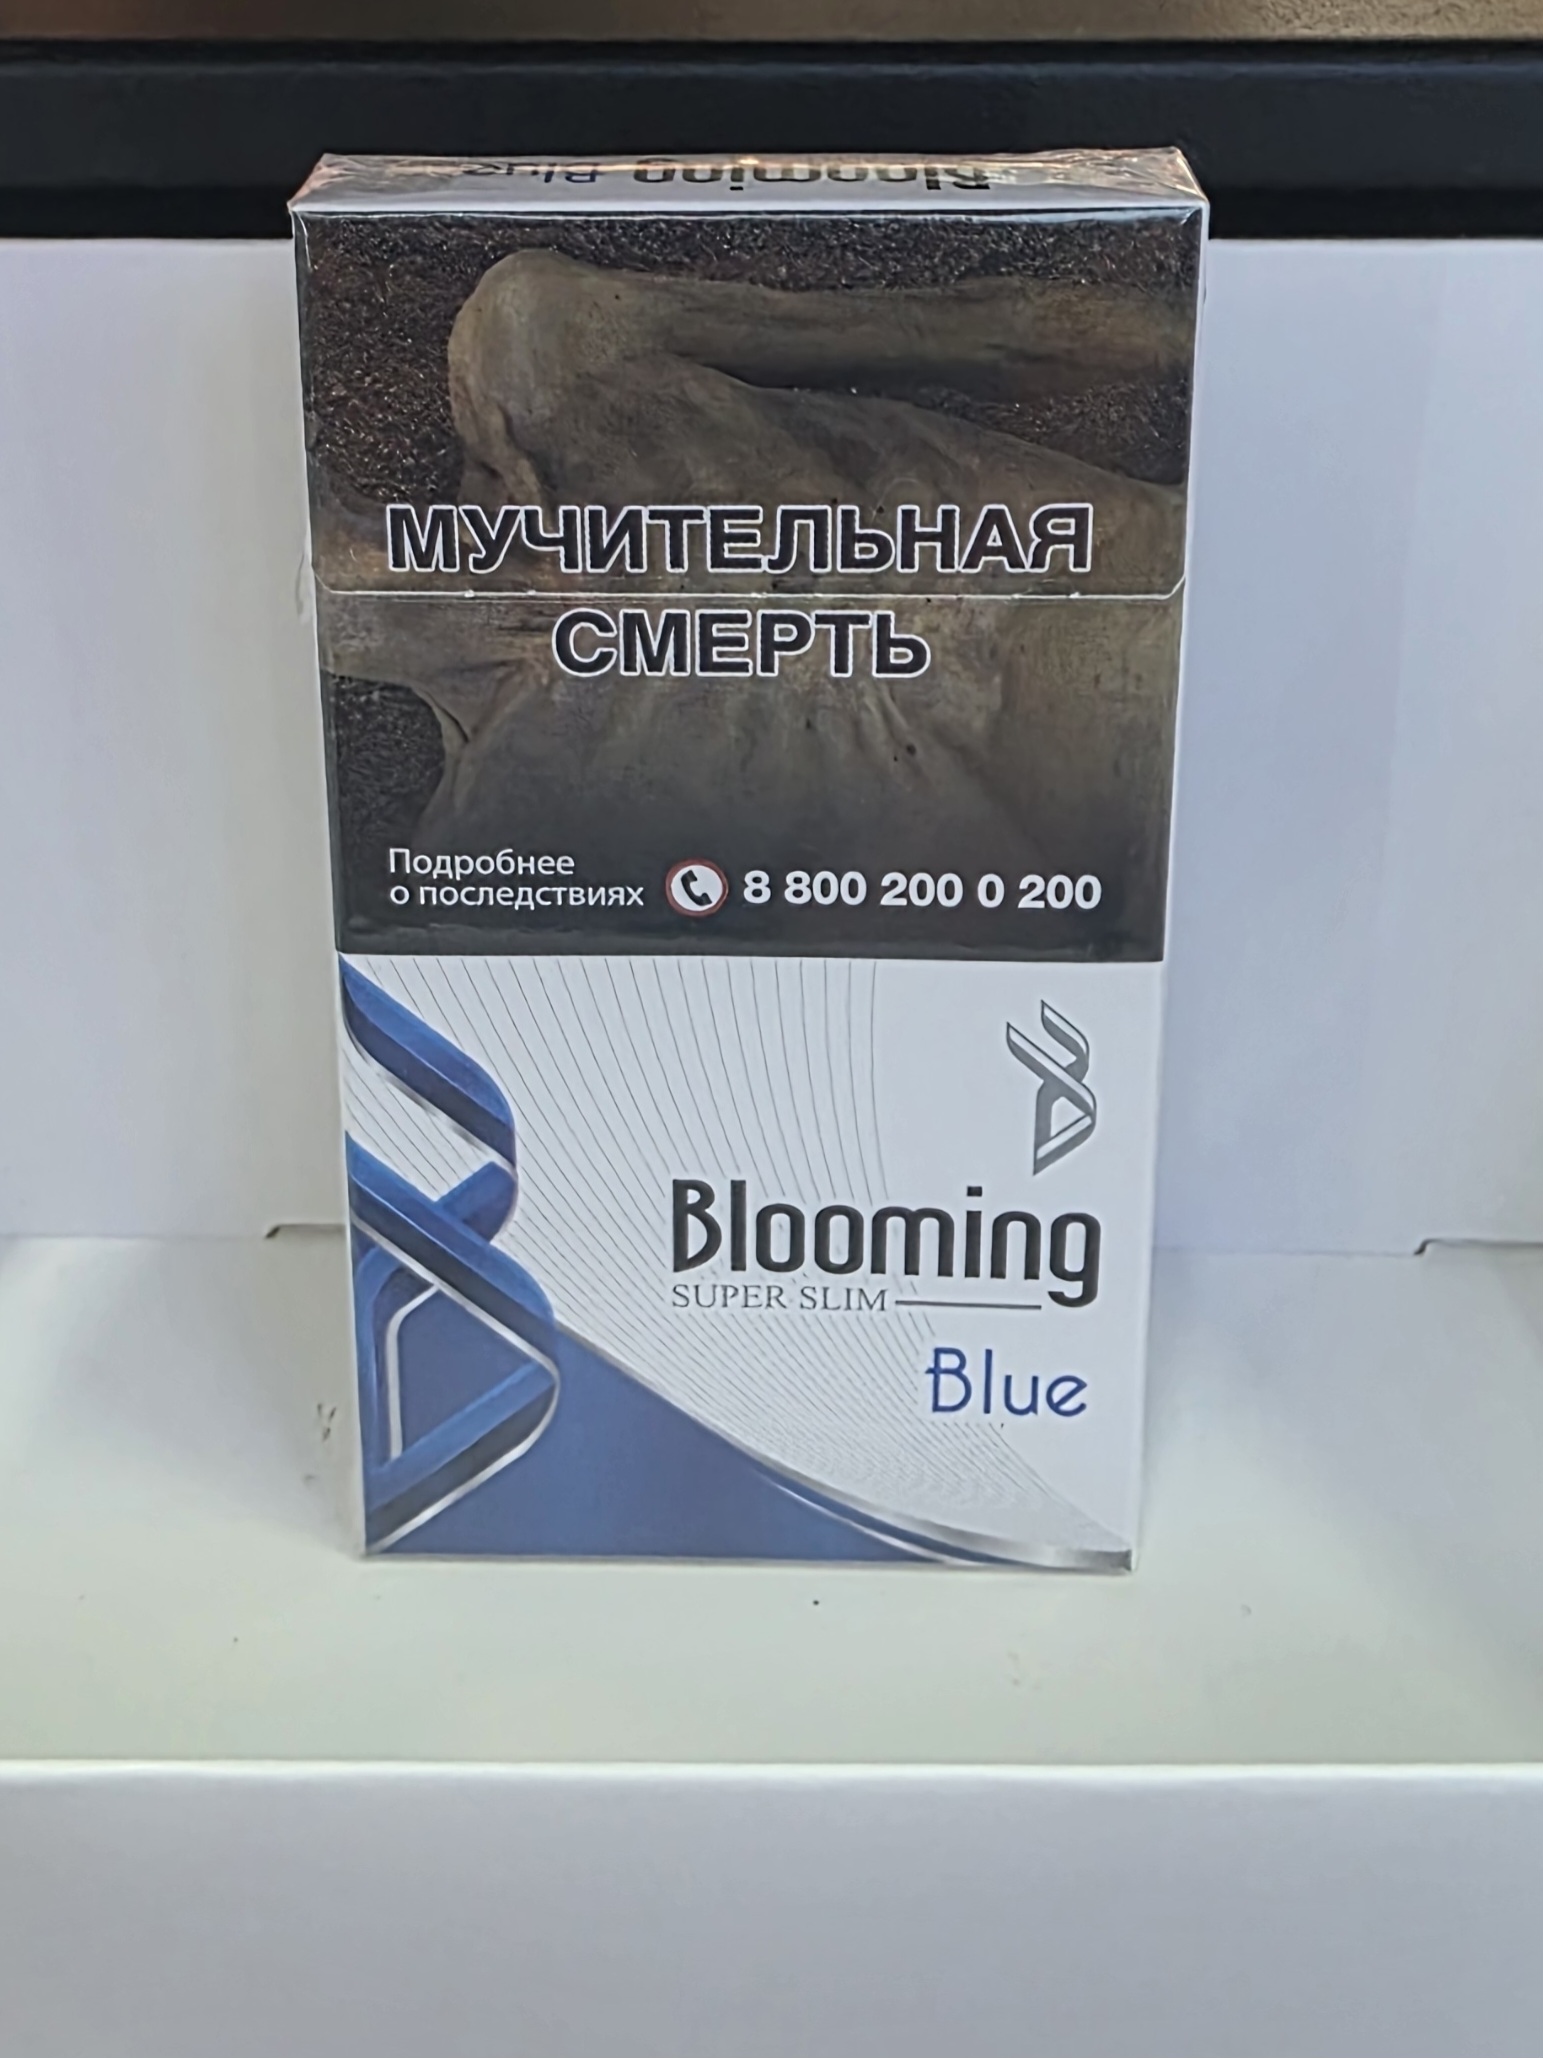 Blooming Blue
МУЧИТЕЛЬНАЯ
СМЕРТЬ
Подробнее
о последствиях
8 800 200 0 200
Blooming
SUPER SLIM
Blue